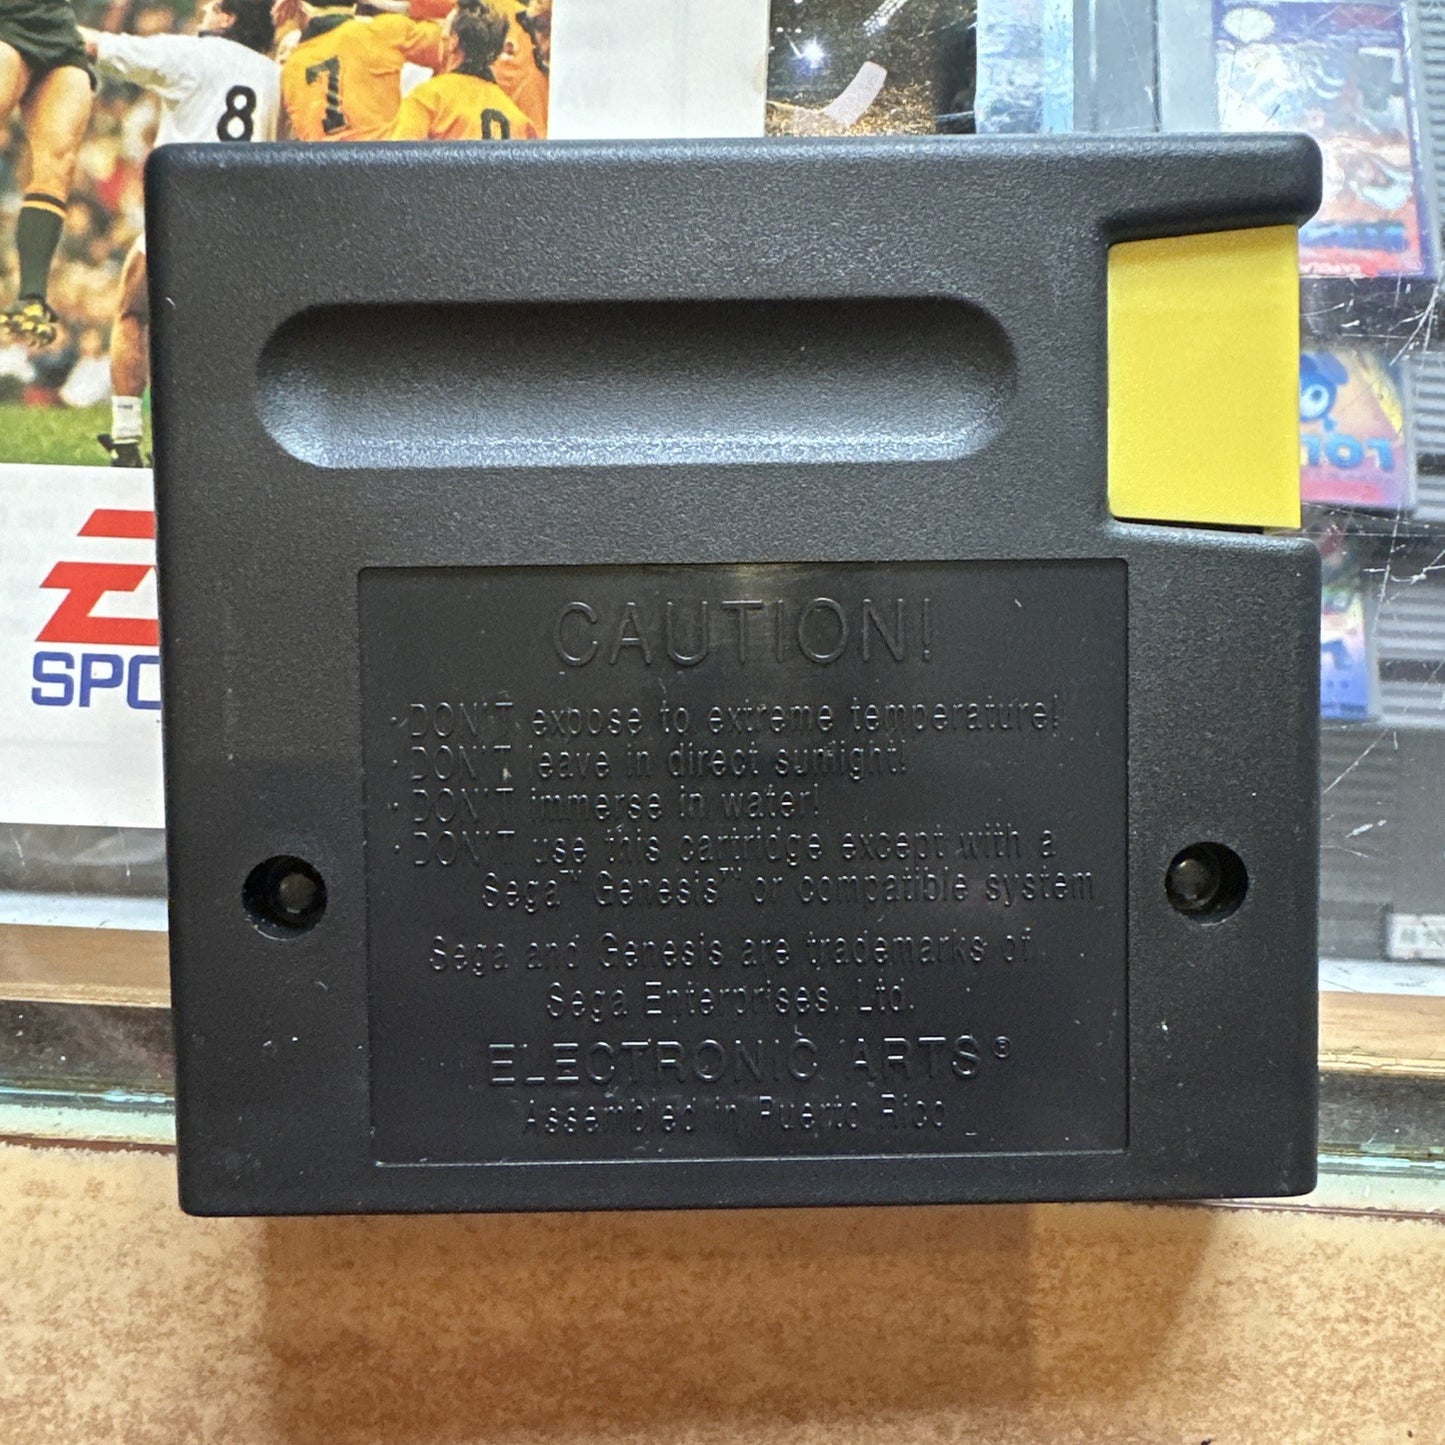 8
7
SPO
CAUTION!
• DON'T expose to extreme temperature!
• DON'T leave in direct sunlight!
• DON'T immerse in water!
• DON'T use this cartridge except with a
Sega™ Genesis™ or compatible system
Sega and Genesis are trademarks of
Sega Enterprises, Ltd.
ELECTRONIC ARTS®
Assembled in Puerto Rico